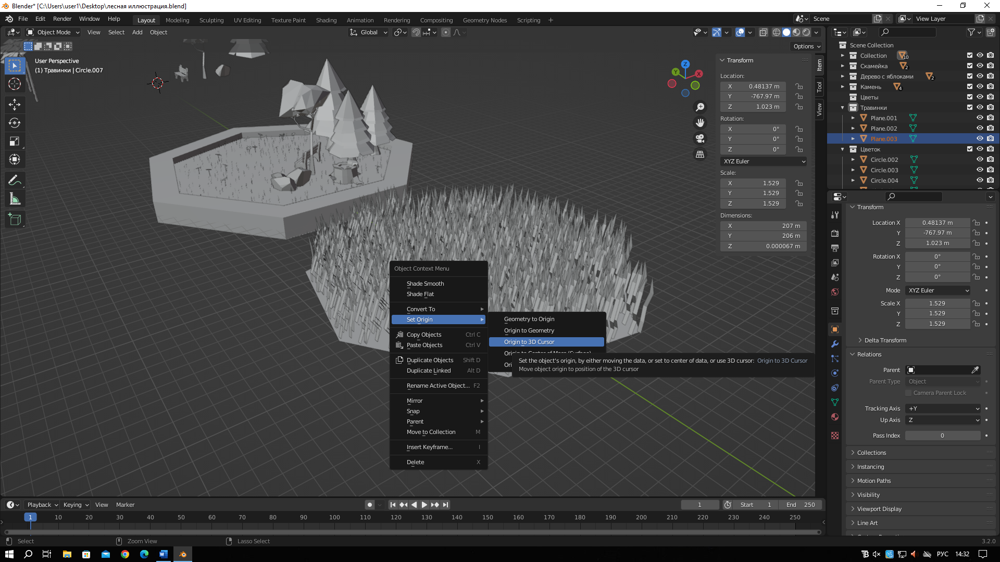 Blender* [C:\Users\user1\Desktop\лесная иллюстрация.blend]
File Edit Render Window Help
Layout Modeling Sculpting UV Editing Texture Paint Shading Animation Rendering Compositing Geometry Nodes Scripting +
Scene
View Layer
Object Mode View Select Add Object
Global
Options
User Perspective
(1) Травинки | Circle.007
Z
Y
X
Item
Tool
View
Transform
Location:
X 0.48137 m
Y -767.97 m
Z 1.023 m
Rotation:
X 0°
Y 0°
Z 0°
XYZ Euler
Scale:
X 1.529
Y 1.529
Z 1.529
Dimensions:
X 207 m
Y 206 m
Z 0.000067 m
Object Context Menu
Shade Smooth
Shade Flat
Convert To
Set Origin
Copy Objects Ctrl C
Paste Objects Ctrl V
Duplicate Objects Shift D
Duplicate Linked Alt D
Rename Active Object... F2
Mirror
Snap
Parent
Move to Collection M
Insert Keyframe... I
Delete X
Geometry to Origin
Origin to Geometry
Origin to 3D Cursor
Set the object's origin, by either moving the data, or set to center of data, or use 3D cursor: Origin to 3D Cursor
Move object origin to position of the 3D cursor
Scene Collection
Collection 10
Скамейка 2
Дерево с яблоками 2
Камень 4
Цветы
Травинки
Plane.001
Plane.002
Plane.003
Цветок
Circle.002
Circle.003
Circle.004
Transform
Location X 0.48137 m
Y -767.97 m
Z 1.023 m
Rotation X 0°
Y 0°
Z 0°
Mode XYZ Euler
Scale X 1.529
Y 1.529
Z 1.529
Delta Transform
Relations
Parent
Parent Type Object
Camera Parent Lock
Tracking Axis +Y
Up Axis Z
Pass Index 0
Collections
Instancing
Motion Paths
Visibility
Viewport Display
Line Art
Playback Keying View Marker
1 Start 1 End 250
1 10 20 30 40 50 60 70 80 90 100 110 120 130 140 150 160 170 180 190 200 210 220 230 240 250
Select Zoom View Lasso Select
3.2.0
РУС 14:32